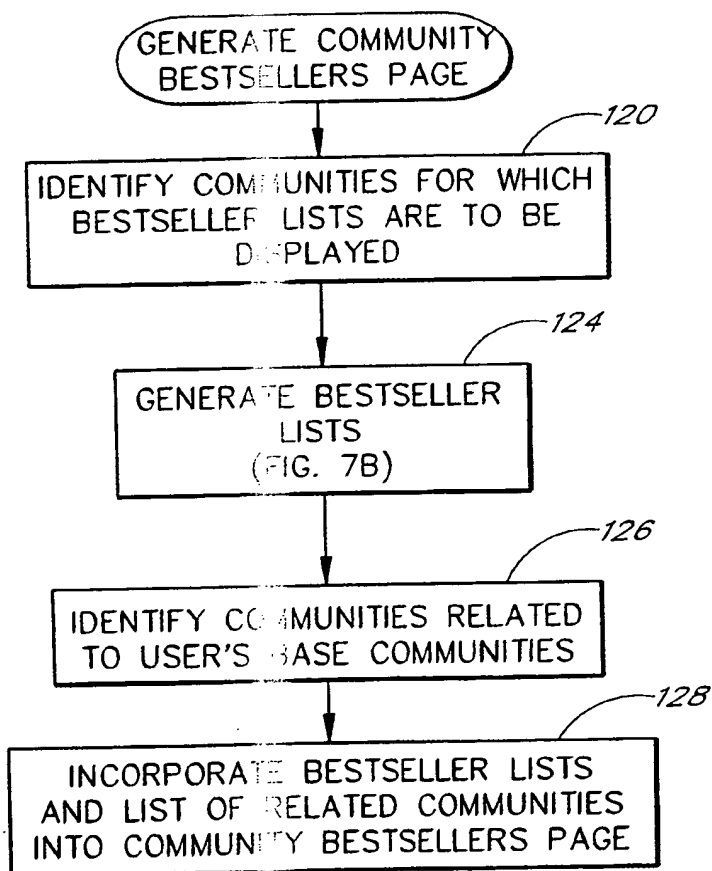 GENERATE COMMUNITY
BESTSELLERS PAGE
120
IDENTIFY COMMUNITIES FOR WHICH
BESTSELLER LISTS ARE TO BE
DISPLAYED
124
GENERATE BESTSELLER
LISTS
(FIG. 7B)
126
IDENTIFY COMMUNITIES RELATED
TO USER'S BASE COMMUNITIES
128
INCORPORATE BESTSELLER LISTS
AND LIST OF RELATED COMMUNITIES
INTO COMMUNITY BESTSELLERS PAGE